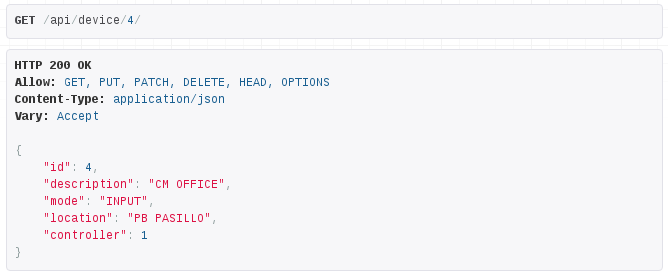 GET /api/device/4/
HTTP 200 OK
Allow: GET, PUT, PATCH, DELETE, HEAD, OPTIONS
Content-Type: application/json
Vary: Accept
{
"id": 4,
"description": "CM OFFICE",
"mode": "INPUT",
"location": "PB PASILLO",
"controller": 1
}